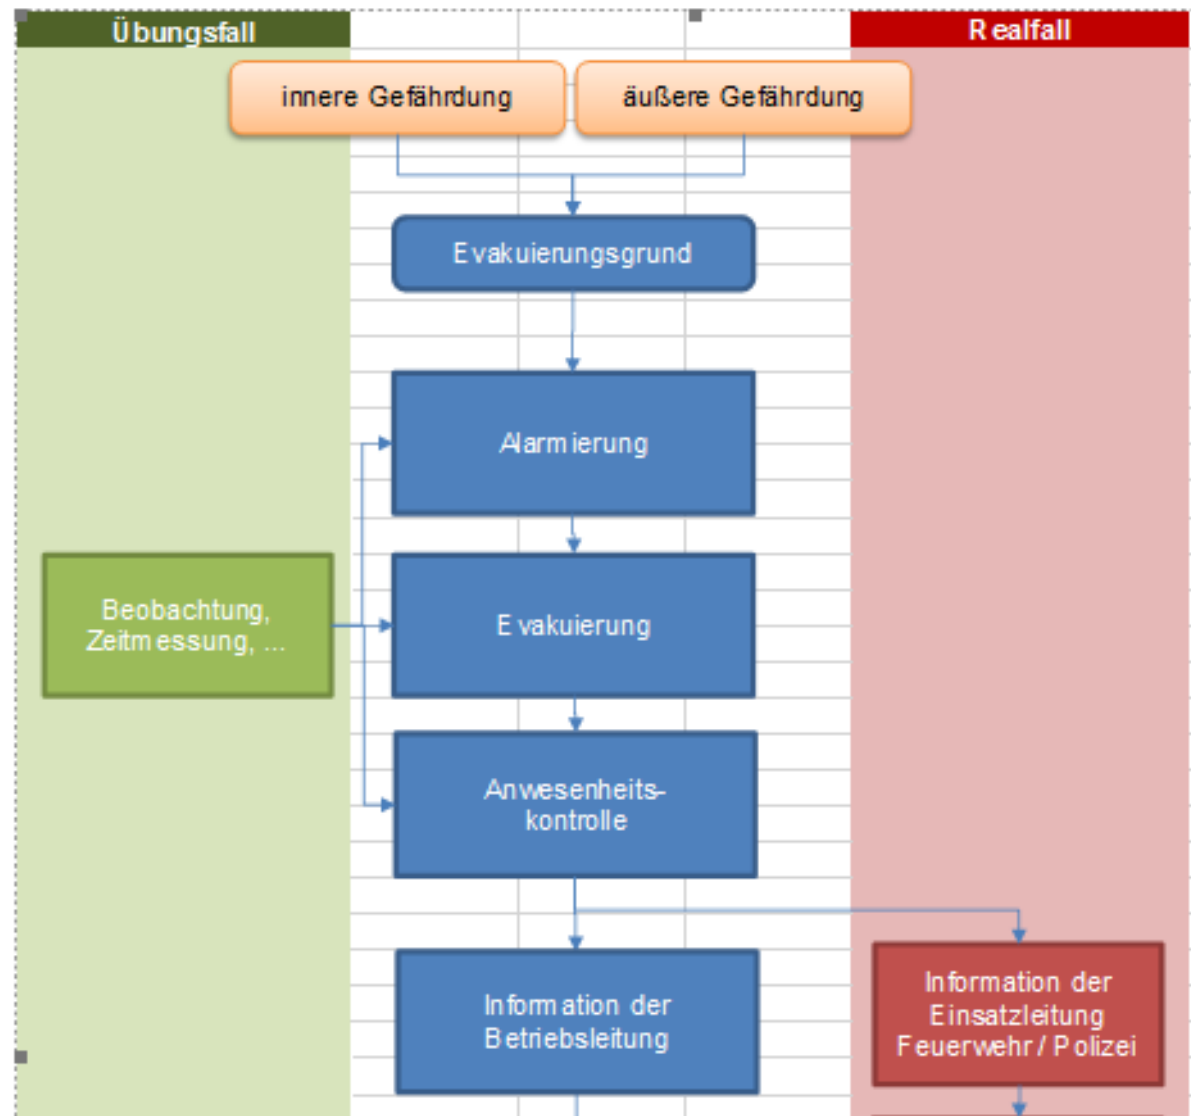 Übungsfall
Realfall
innere Gefährdung
äußere Gefährdung
Evakuierungsgrund
Alarmierung
Beobachtung,
Zeitmessung, ...
Evakuierung
Anwesenheits-
kontrolle
Information der
Betriebsleitung
Information der
Einsatzleitung
Feuerwehr / Polizei